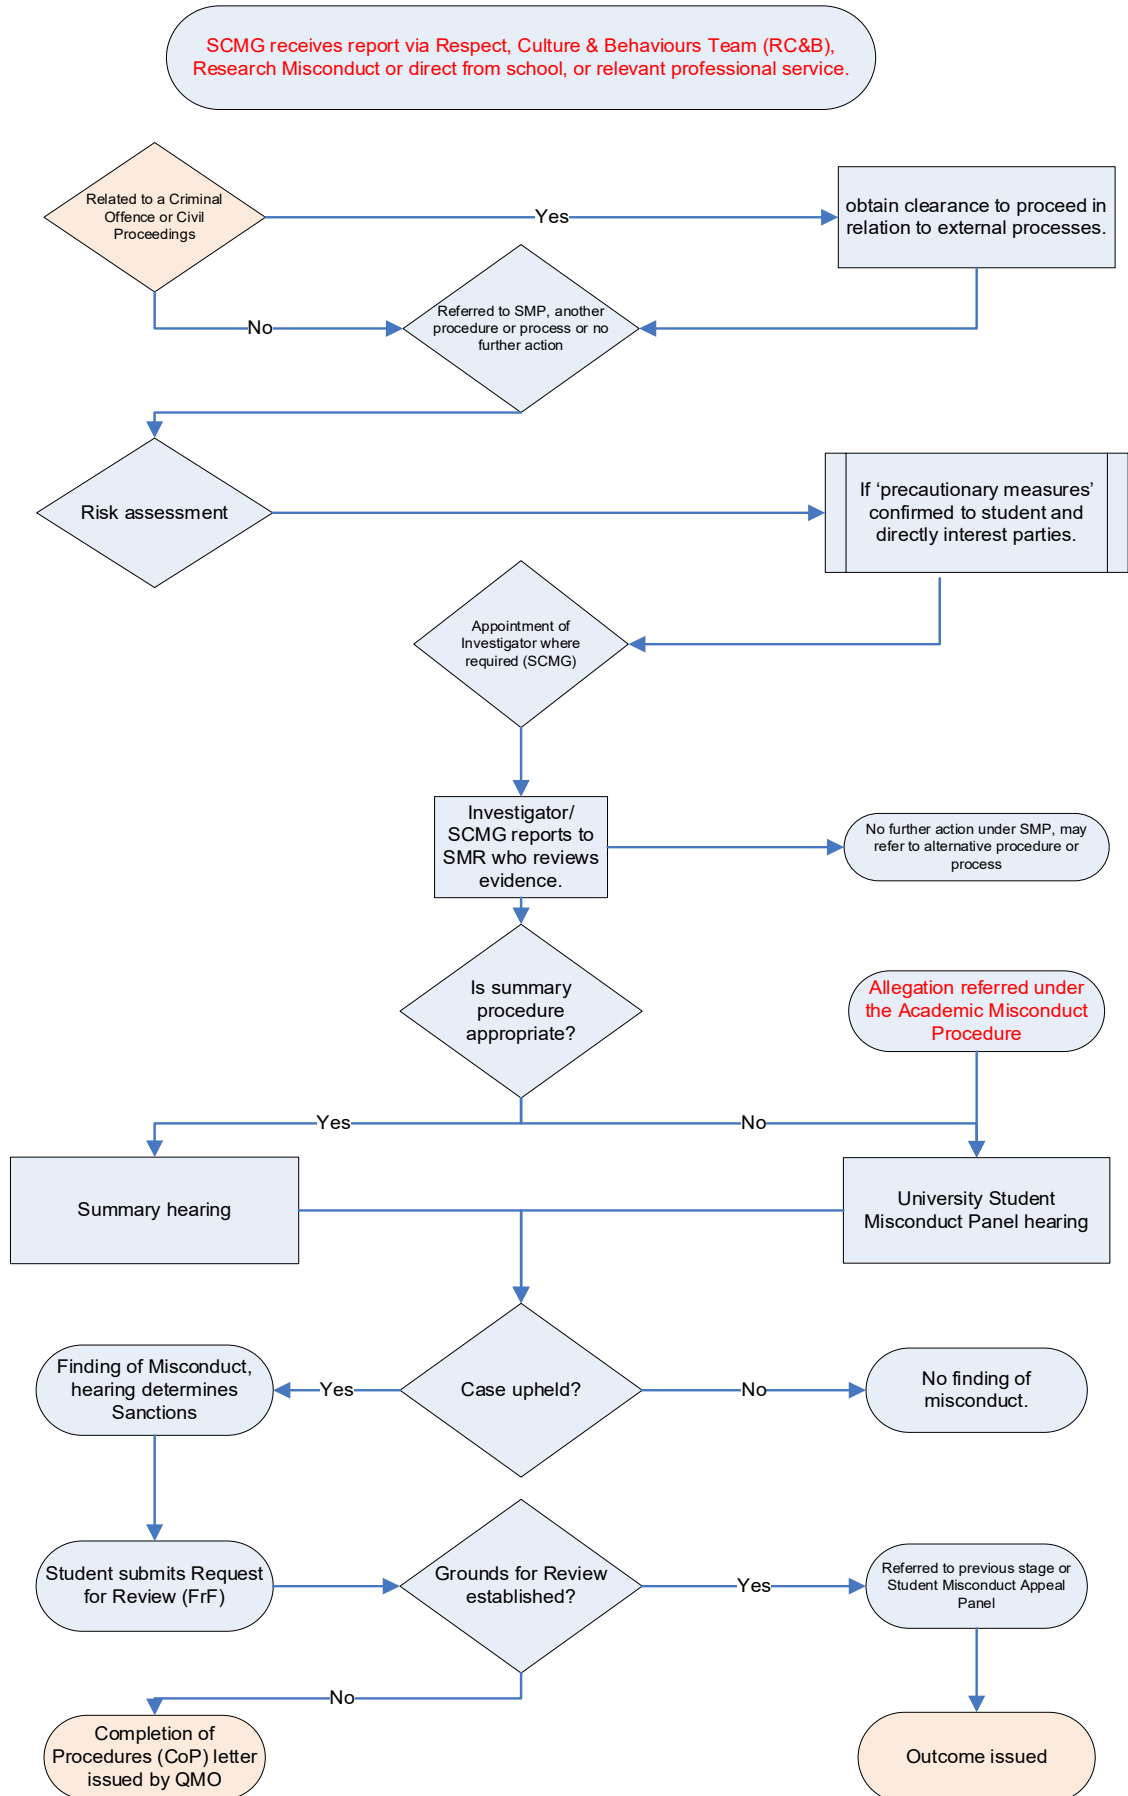 SCMG receives report via Respect, Culture & Behaviours Team (RC&B),
Research Misconduct or direct from school, or relevant professional service.
Related to a Criminal
Offence or Civil
Proceedings
Yes
obtain clearance to proceed in
relation to external processes.
No
Referred to SMP, another
procedure or process or no
further action
Risk assessment
If ‘precautionary measures’
confirmed to student and
directly interest parties.
Appointment of
Investigator where
required (SCMG)
Investigator/
SCMG reports to
SMR who reviews
evidence.
No further action under SMP, may
refer to alternative procedure or
process
Is summary
procedure
appropriate?
Allegation referred under
the Academic Misconduct
Procedure
Yes
No
Summary hearing
University Student
Misconduct Panel hearing
Finding of Misconduct,
hearing determines
Sanctions
Yes
Case upheld?
No
No finding of
misconduct.
Student submits Request
for Review (FrF)
Grounds for Review
established?
Yes
Referred to previous stage or
Student Misconduct Appeal
Panel
No
Completion of
Procedures (CoP) letter
issued by QMO
Outcome issued